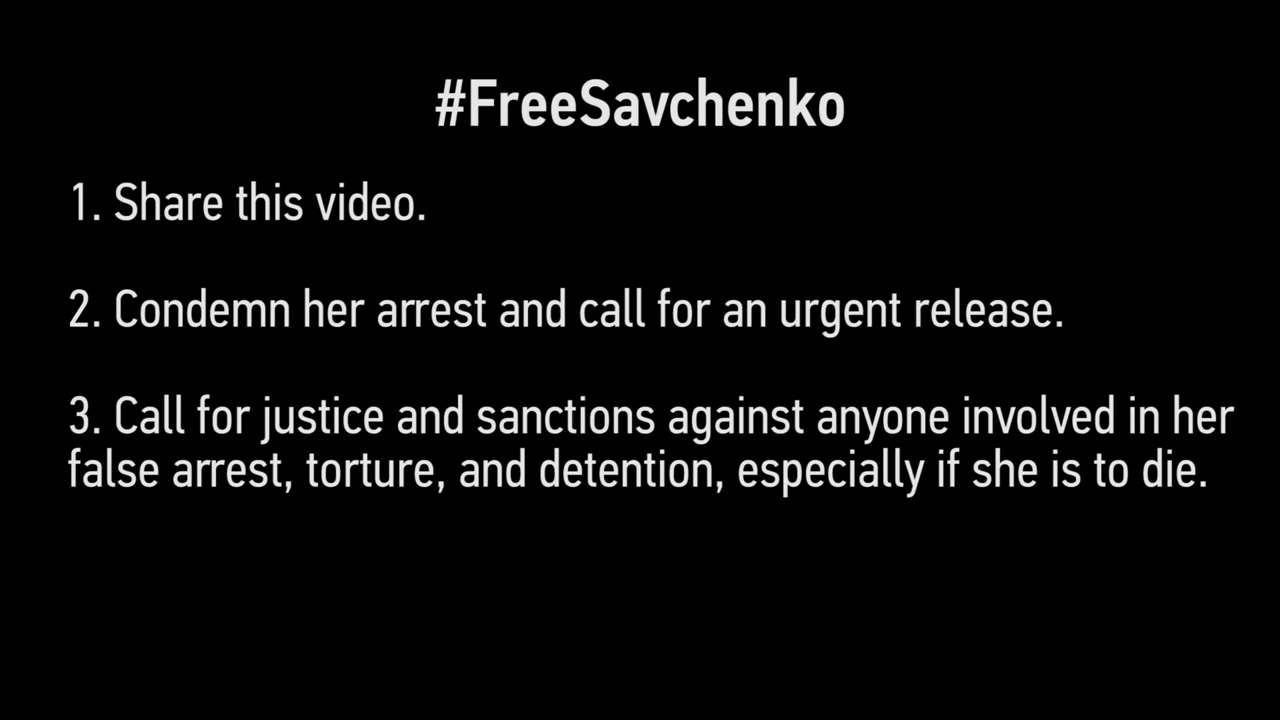 #FreeSavchenko
1. Share this video.
2. Condemn her arrest and call for an urgent release.
3. Call for justice and sanctions against anyone involved in her
false arrest, torture, and detention, especially if she is to die.